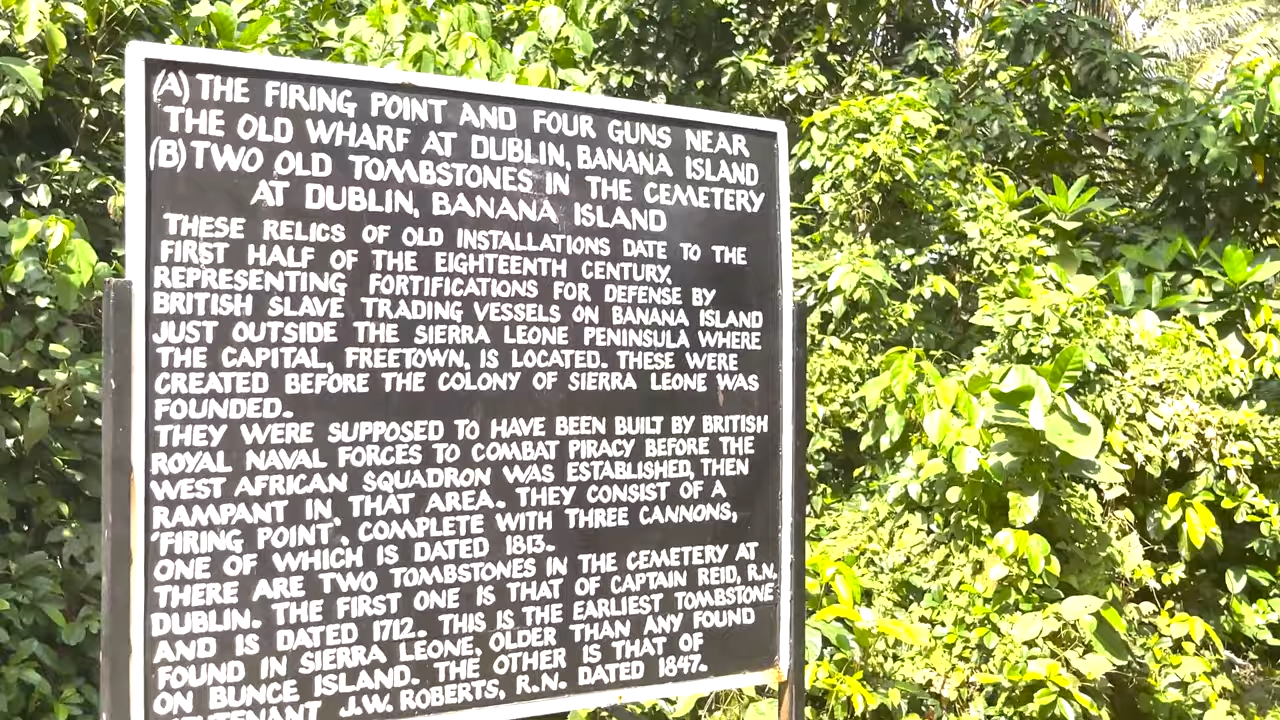 (A) THE FIRING POINT AND FOUR GUNS NEAR
THE OLD WHARF AT DUBLIN, BANANA ISLAND
(B) TWO OLD TOMBSTONES IN THE CEMETERY
AT DUBLIN, BANANA ISLAND
THESE RELICS OF OLD INSTALLATIONS DATE TO THE
FIRST HALF OF THE EIGHTEENTH CENTURY,
REPRESENTING FORTIFICATIONS FOR DEFENSE BY
BRITISH SLAVE TRADING VESSELS ON BANANA ISLAND
JUST OUTSIDE THE SIERRA LEONE PENINSULA WHERE
THE CAPITAL, FREETOWN, IS LOCATED. THESE WERE
CREATED BEFORE THE COLONY OF SIERRA LEONE WAS
FOUNDED.
THEY WERE SUPPOSED TO HAVE BEEN BUILT BY BRITISH
ROYAL NAVAL FORCES TO COMBAT PIRACY BEFORE THE
WEST AFRICAN SQUADRON WAS ESTABLISHED, THEN
RAMPANT IN THAT AREA. THEY CONSIST OF A
'FIRING POINT', COMPLETE WITH THREE CANNONS,
ONE OF WHICH IS DATED 1813.
THERE ARE TWO TOMBSTONES IN THE CEMETERY AT
DUBLIN. THE FIRST ONE IS THAT OF CAPTAIN REID, R.N.
AND IS DATED 1712. THIS IS THE EARLIEST TOMBSTONE
FOUND IN SIERRA LEONE, OLDER THAN ANY FOUND
ON BUNCE ISLAND. THE OTHER IS THAT OF
LIEUTENANT J.W. ROBERTS, R.N. DATED 1847.